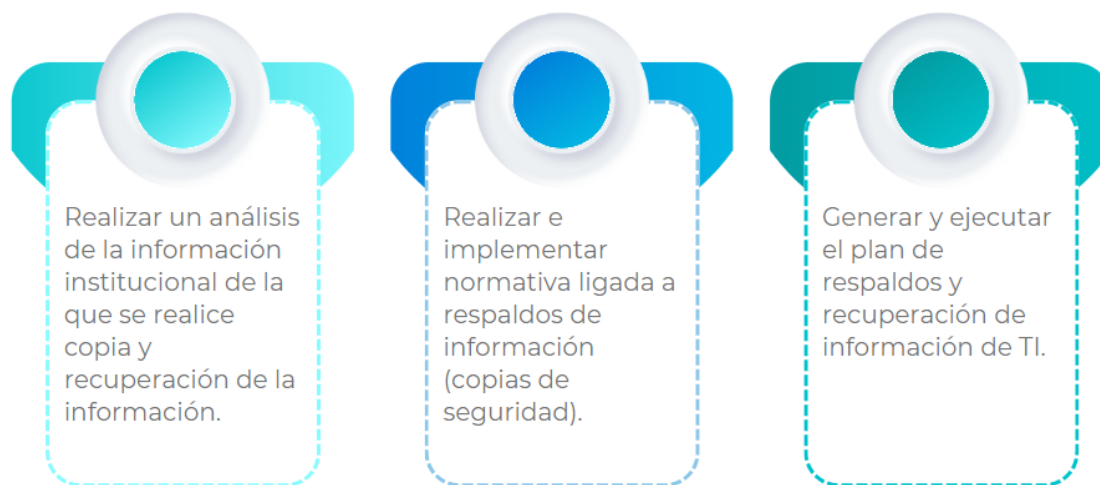 Realizar un análisis
de la información
institucional de la
que se realice
copia y
recuperación de la
información.
Realizar e
implementar
normativa ligada a
respaldos de
información
(copias de
seguridad).
Generar y ejecutar
el plan de
respaldos y
recuperación de
información de TI.